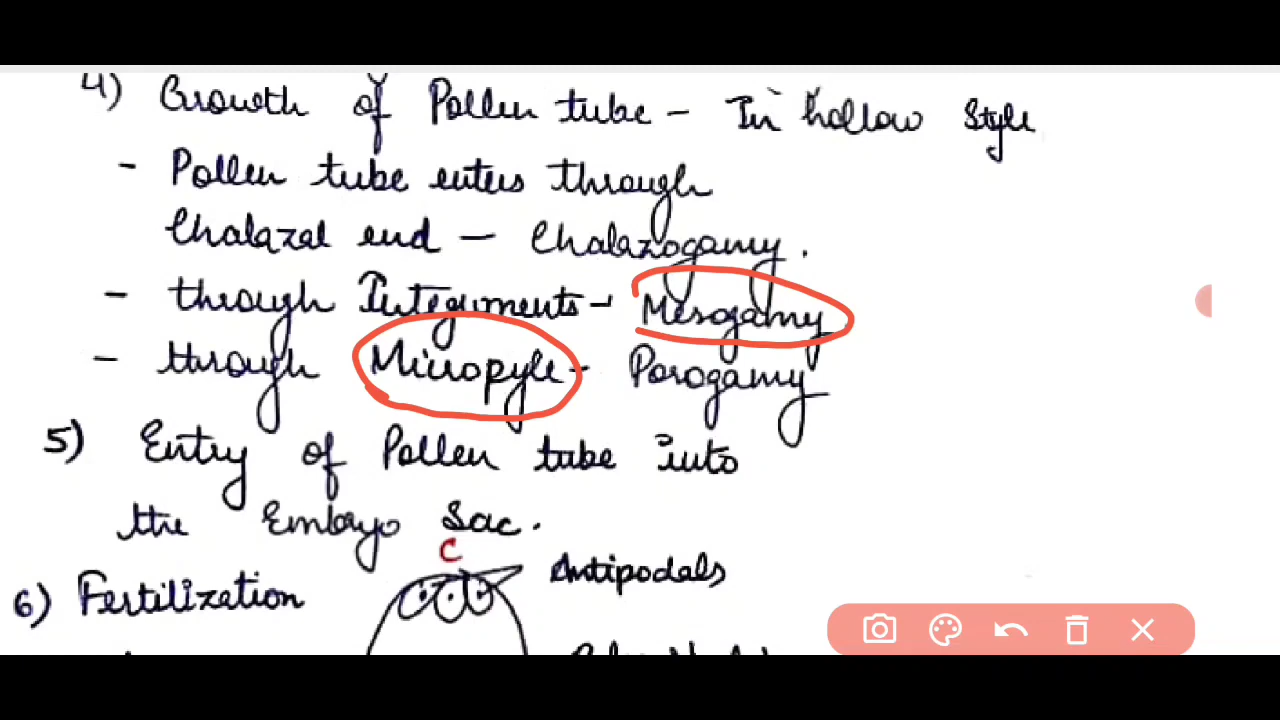 4) Growth of Pollen tube - In hollow Style
- Pollen tube enters through
Chalazal end - Chalazogamy.
- through Integuments - Mesogamy
- through Micropyle - Porogamy
5) Entry of Pollen tube into
the Embryo Sac.
C
Antipodals
6) Fertilization